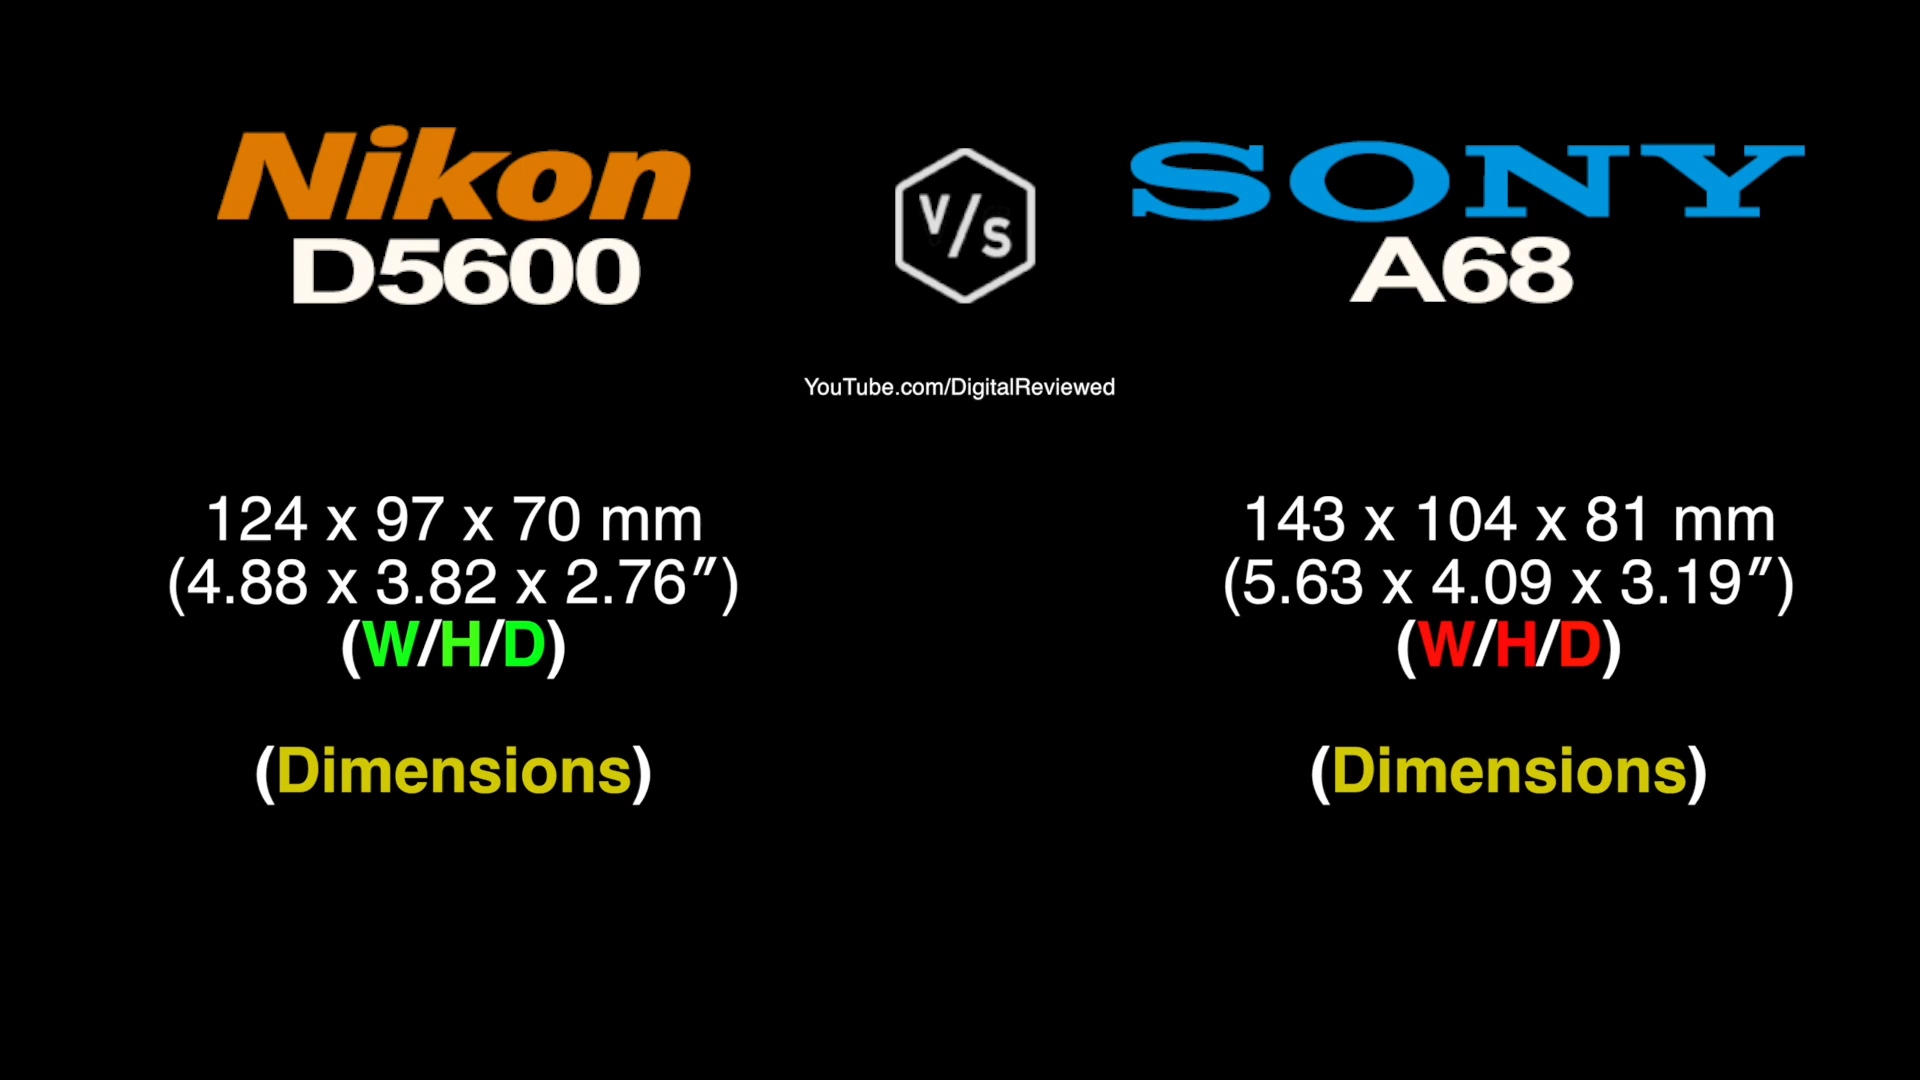 Nikon
D5600
V/S
SONY
A68
YouTube.com/DigitalReviewed
124 x 97 x 70 mm
(4.88 x 3.82 x 2.76″)
(W/H/D)
(Dimensions)
143 x 104 x 81 mm
(5.63 x 4.09 x 3.19″)
(W/H/D)
(Dimensions)